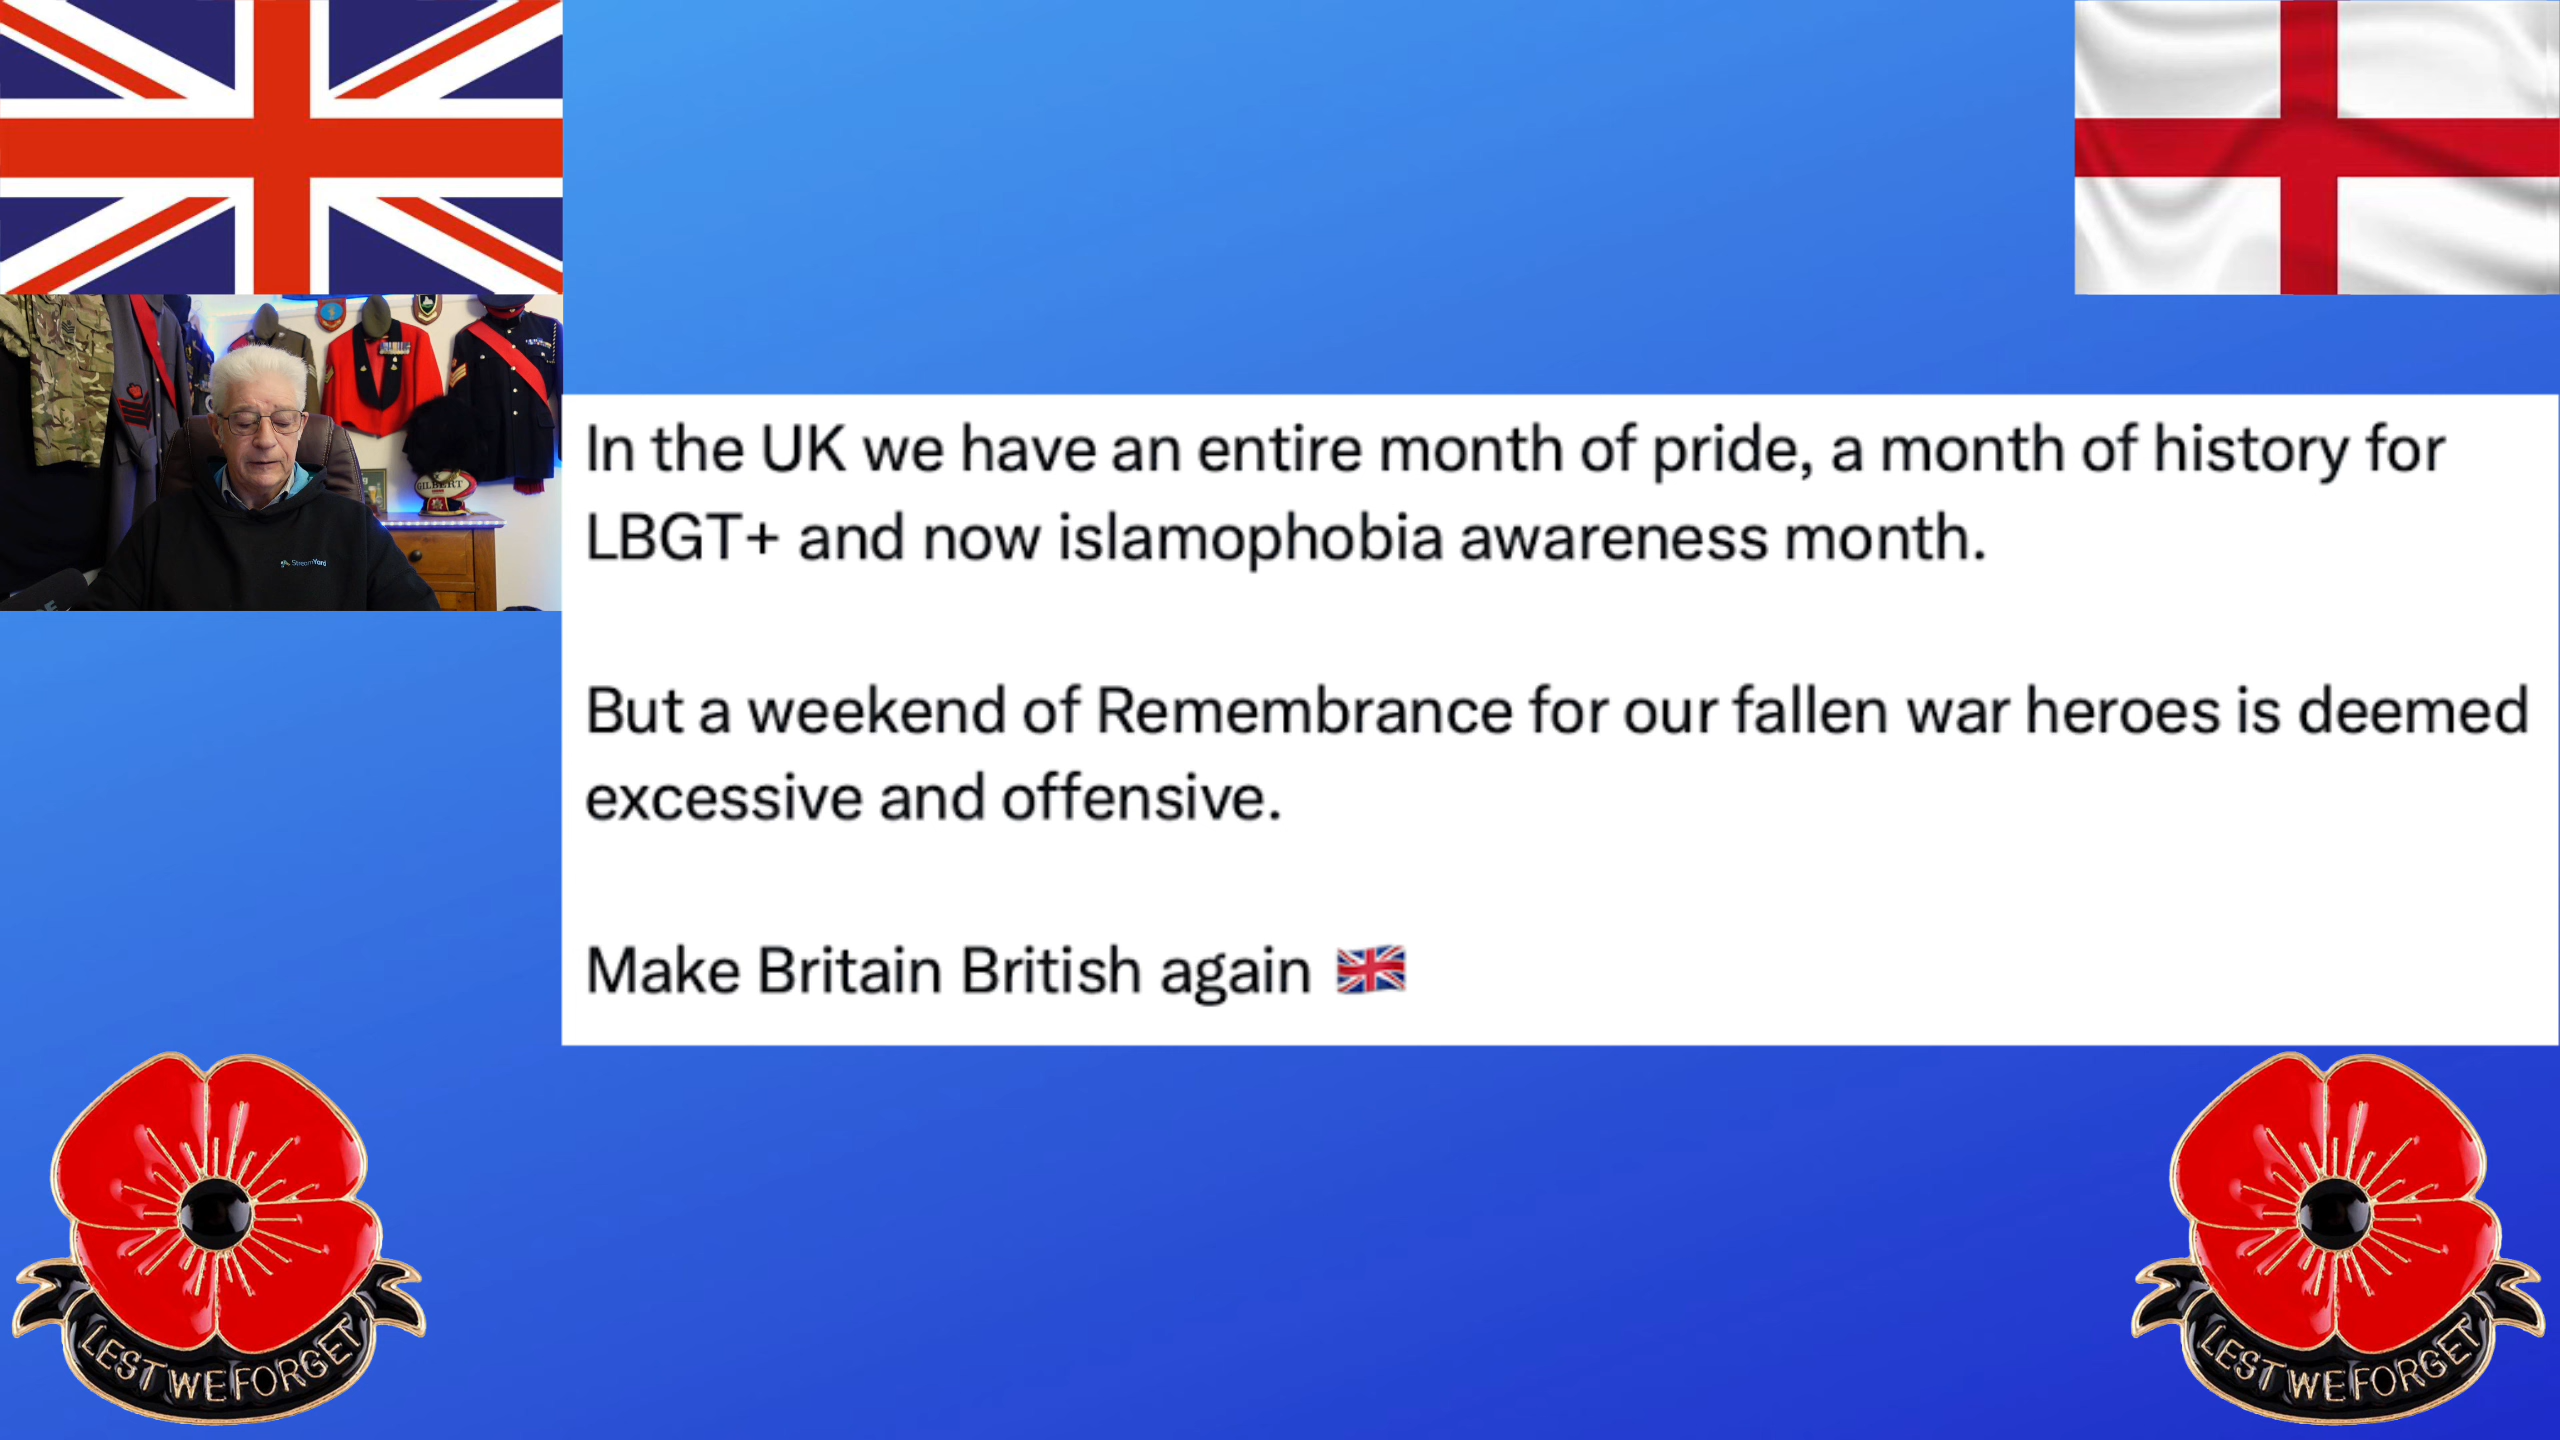 GILBERT
StreamYard
In the UK we have an entire month of pride, a month of history for
LBGT+ and now islamophobia awareness month.
But a weekend of Remembrance for our fallen war heroes is deemed
excessive and offensive.
Make Britain British again 🇬🇧
LEST WE FORGET
LEST WE FORGET